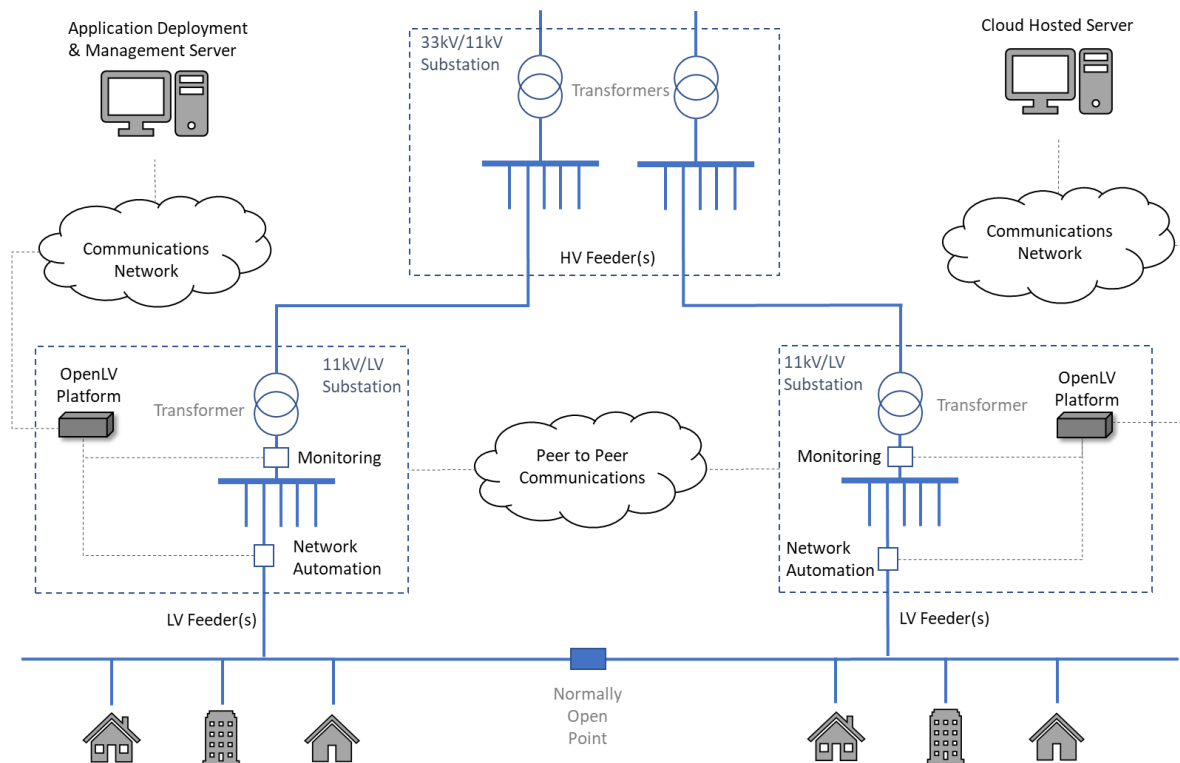 Application Deployment
& Management Server
33kV/11kV
Substation
Transformers
Cloud Hosted Server
Communications
Network
HV Feeder(s)
Communications
Network
OpenLV
Platform
11kV/LV
Substation
Transformer
Monitoring
Network
Automation
LV Feeder(s)
Peer to Peer
Communications
11kV/LV
Substation
Transformer
OpenLV
Platform
Monitoring
Network
Automation
LV Feeder(s)
Normally
Open
Point